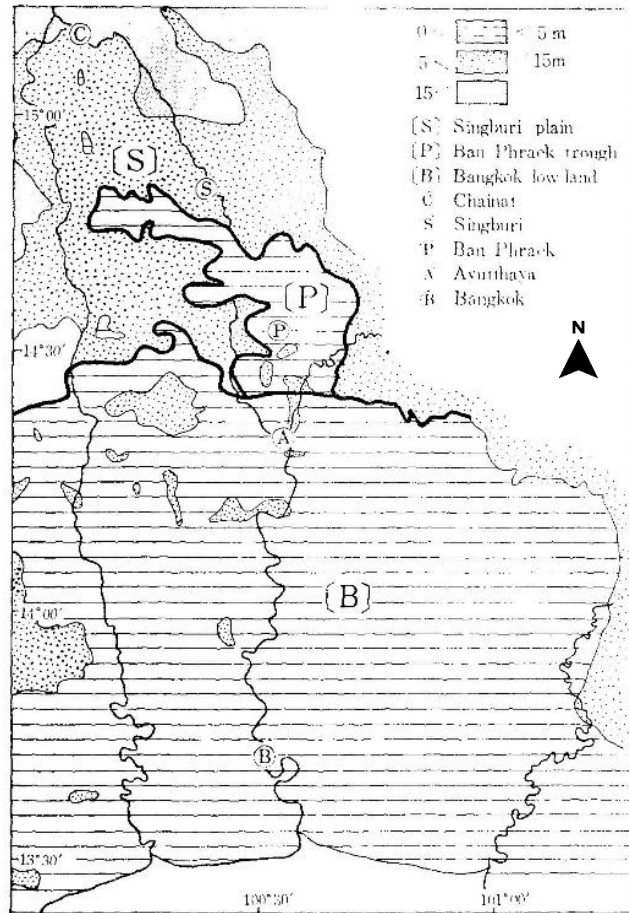 C
0 5 m
5 15m
15
15°00'
[S] Singburi plain
[P] Ban Phraek trough
[B] Bangkok low land
C Chainat
S Singburi
P Ban Phraek
A Ayutthaya
B Bangkok
[S]
S
[P]
P
N
14°30'
A
[B]
14°00'
B
13°30'
100°30'
101°00'